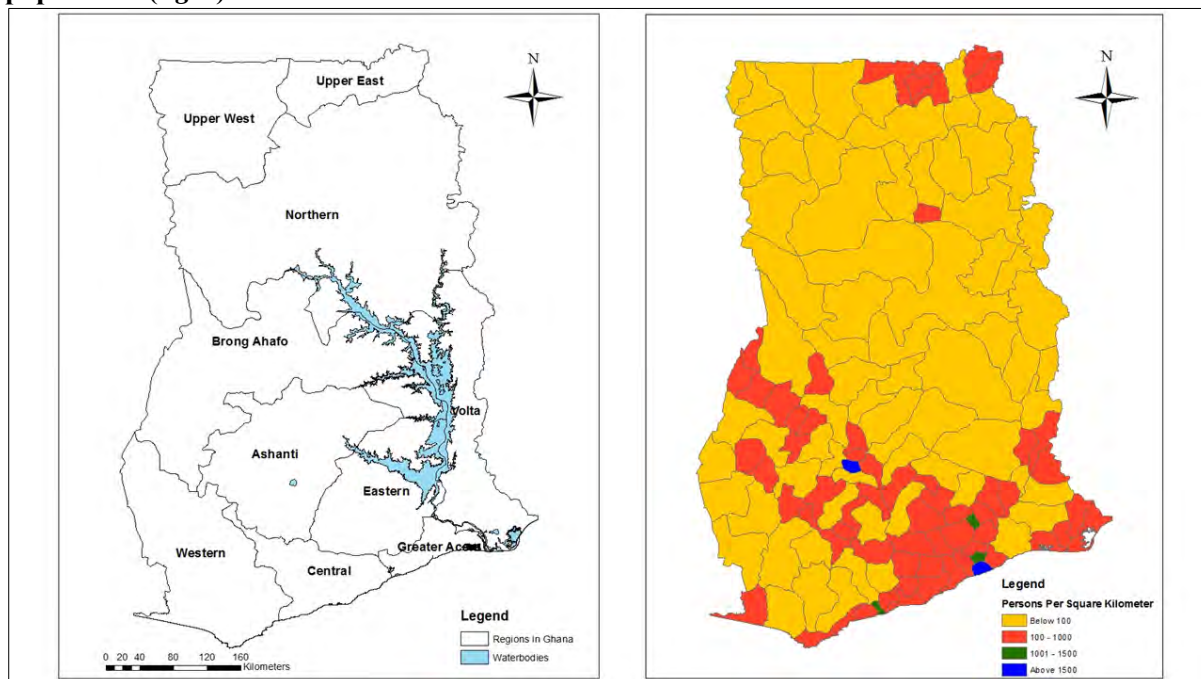 N
Upper East
Upper West
Northern
Brong Ahafo
Volta
Ashanti
Eastern
Western
Greater Accra
Central
Legend
Regions in Ghana
Waterbodies
0 20 40 80 120 160
Kilometers
N
Legend
Persons Per Square Kilometer
Below 100
100 - 1000
1001 - 1500
Above 1500